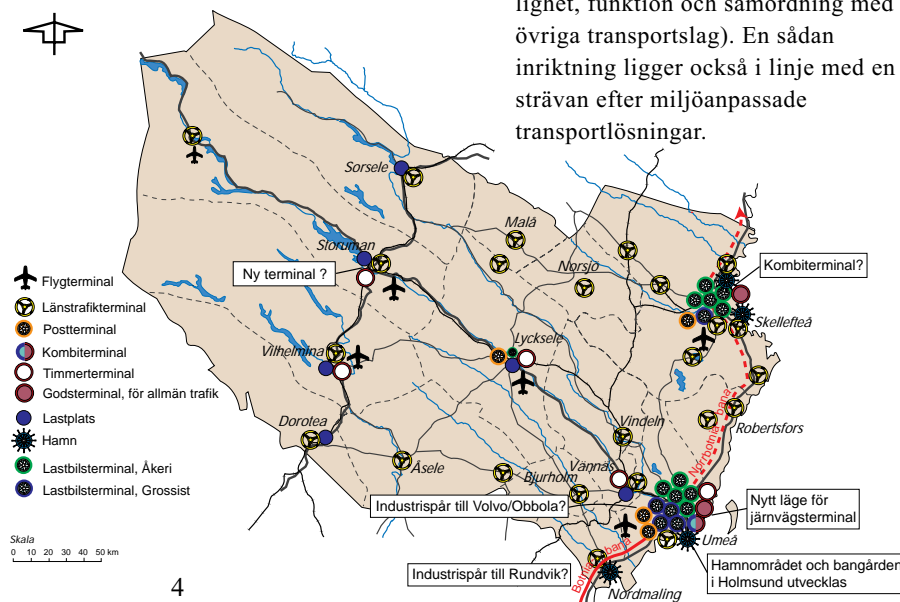 lighet, funktion och samordning med
övriga transportslag). En sådan
inriktning ligger också i linje med en
strävan efter miljöanpassade
transportlösningar.
Sorsele
Malå
Storuman
Norsjö
Ny terminal ?
Kombiterminal?
Skellefteå
Flygterminal
Länstrafikterminal
Postterminal
Kombiterminal
Timmerterminal
Godsterminal, för allmän trafik
Lastplats
Hamn
Lastbilsterminal, Åkeri
Lastbilsterminal, Grossist
Lycksele
Vilhelmina
Dorotea
Vindeln
Norrbotnia bana
Robertsfors
Åsele
Vännäs
Bjurholm
Industrispår till Volvo/Obbola?
Nytt läge för
järnvägsterminal
Umeå
Botnia bana
Industrispår till Rundvik?
Hamnområdet och bangården
i Holmsund utvecklas
Nordmaling
Skala
0 10 20 30 40 50 km
4